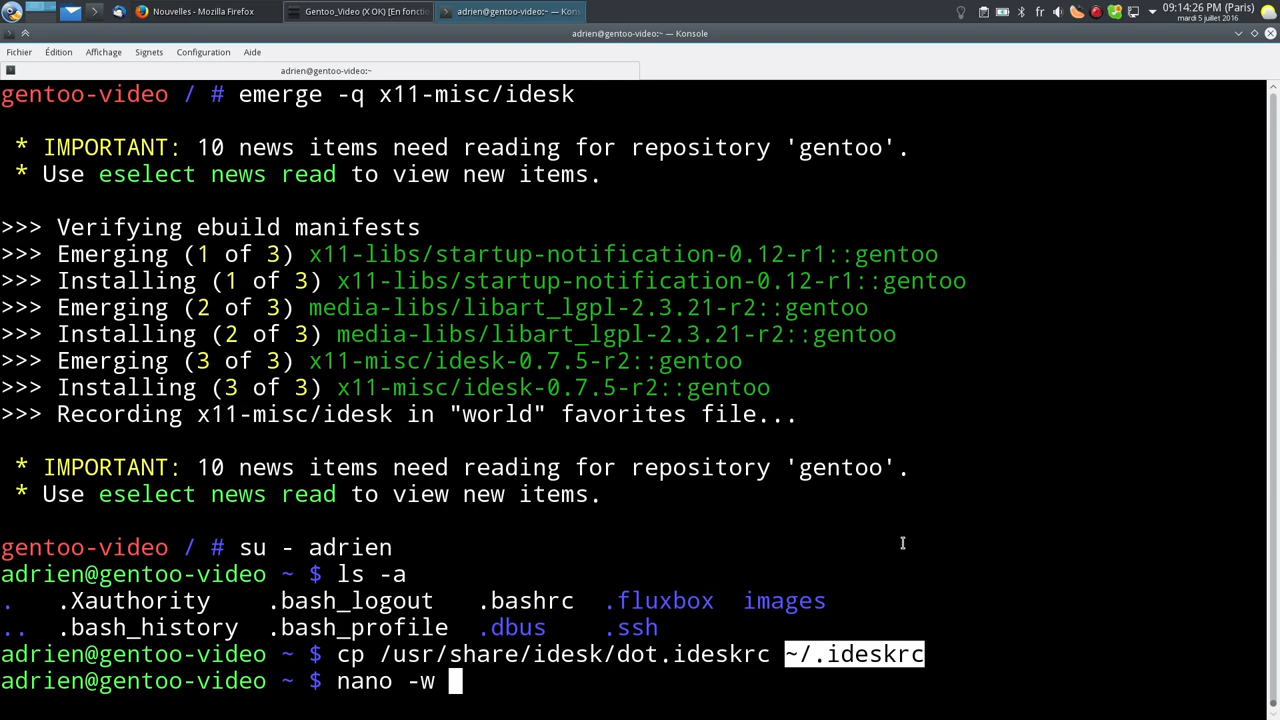 Nouvelles - Mozilla Firefox
Gentoo_Video (X OK) [En foncti
adrien@gentoo-video:~ — Kons
fr
09:14:26 PM (Paris)
mardi 5 juillet 2016
adrien@gentoo-video:~ — Konsole
Fichier Édition Affichage Signets Configuration Aide
adrien@gentoo-video:~
gentoo-video / # emerge -q x11-misc/idesk
* IMPORTANT: 10 news items need reading for repository 'gentoo'.
* Use eselect news read to view new items.
>>> Verifying ebuild manifests
>>> Emerging (1 of 3) x11-libs/startup-notification-0.12-r1::gentoo
>>> Installing (1 of 3) x11-libs/startup-notification-0.12-r1::gentoo
>>> Emerging (2 of 3) media-libs/libart_lgpl-2.3.21-r2::gentoo
>>> Installing (2 of 3) media-libs/libart_lgpl-2.3.21-r2::gentoo
>>> Emerging (3 of 3) x11-misc/idesk-0.7.5-r2::gentoo
>>> Installing (3 of 3) x11-misc/idesk-0.7.5-r2::gentoo
>>> Recording x11-misc/idesk in "world" favorites file...
* IMPORTANT: 10 news items need reading for repository 'gentoo'.
* Use eselect news read to view new items.
gentoo-video / # su - adrien
adrien@gentoo-video ~ $ ls -a
. .Xauthority .bash_logout .bashrc .fluxbox images
.. .bash_history .bash_profile .dbus .ssh
adrien@gentoo-video ~ $ cp /usr/share/idesk/dot.ideskrc ~/.ideskrc
adrien@gentoo-video ~ $ nano -w